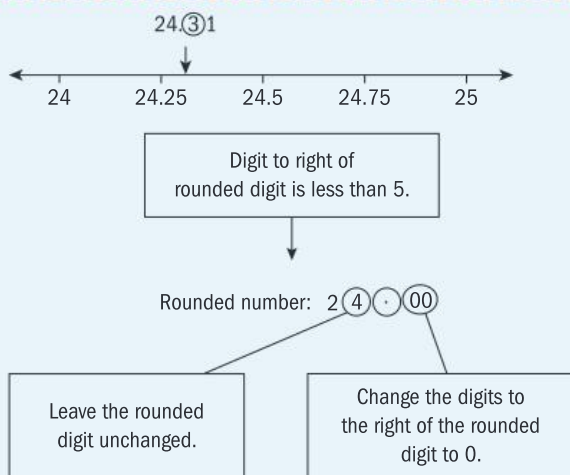 24.31
24 24.25 24.5 24.75 25
Digit to right of
rounded digit is less than 5.
Rounded number: 24.00
Leave the rounded
digit unchanged.
Change the digits to
the right of the rounded
digit to 0.